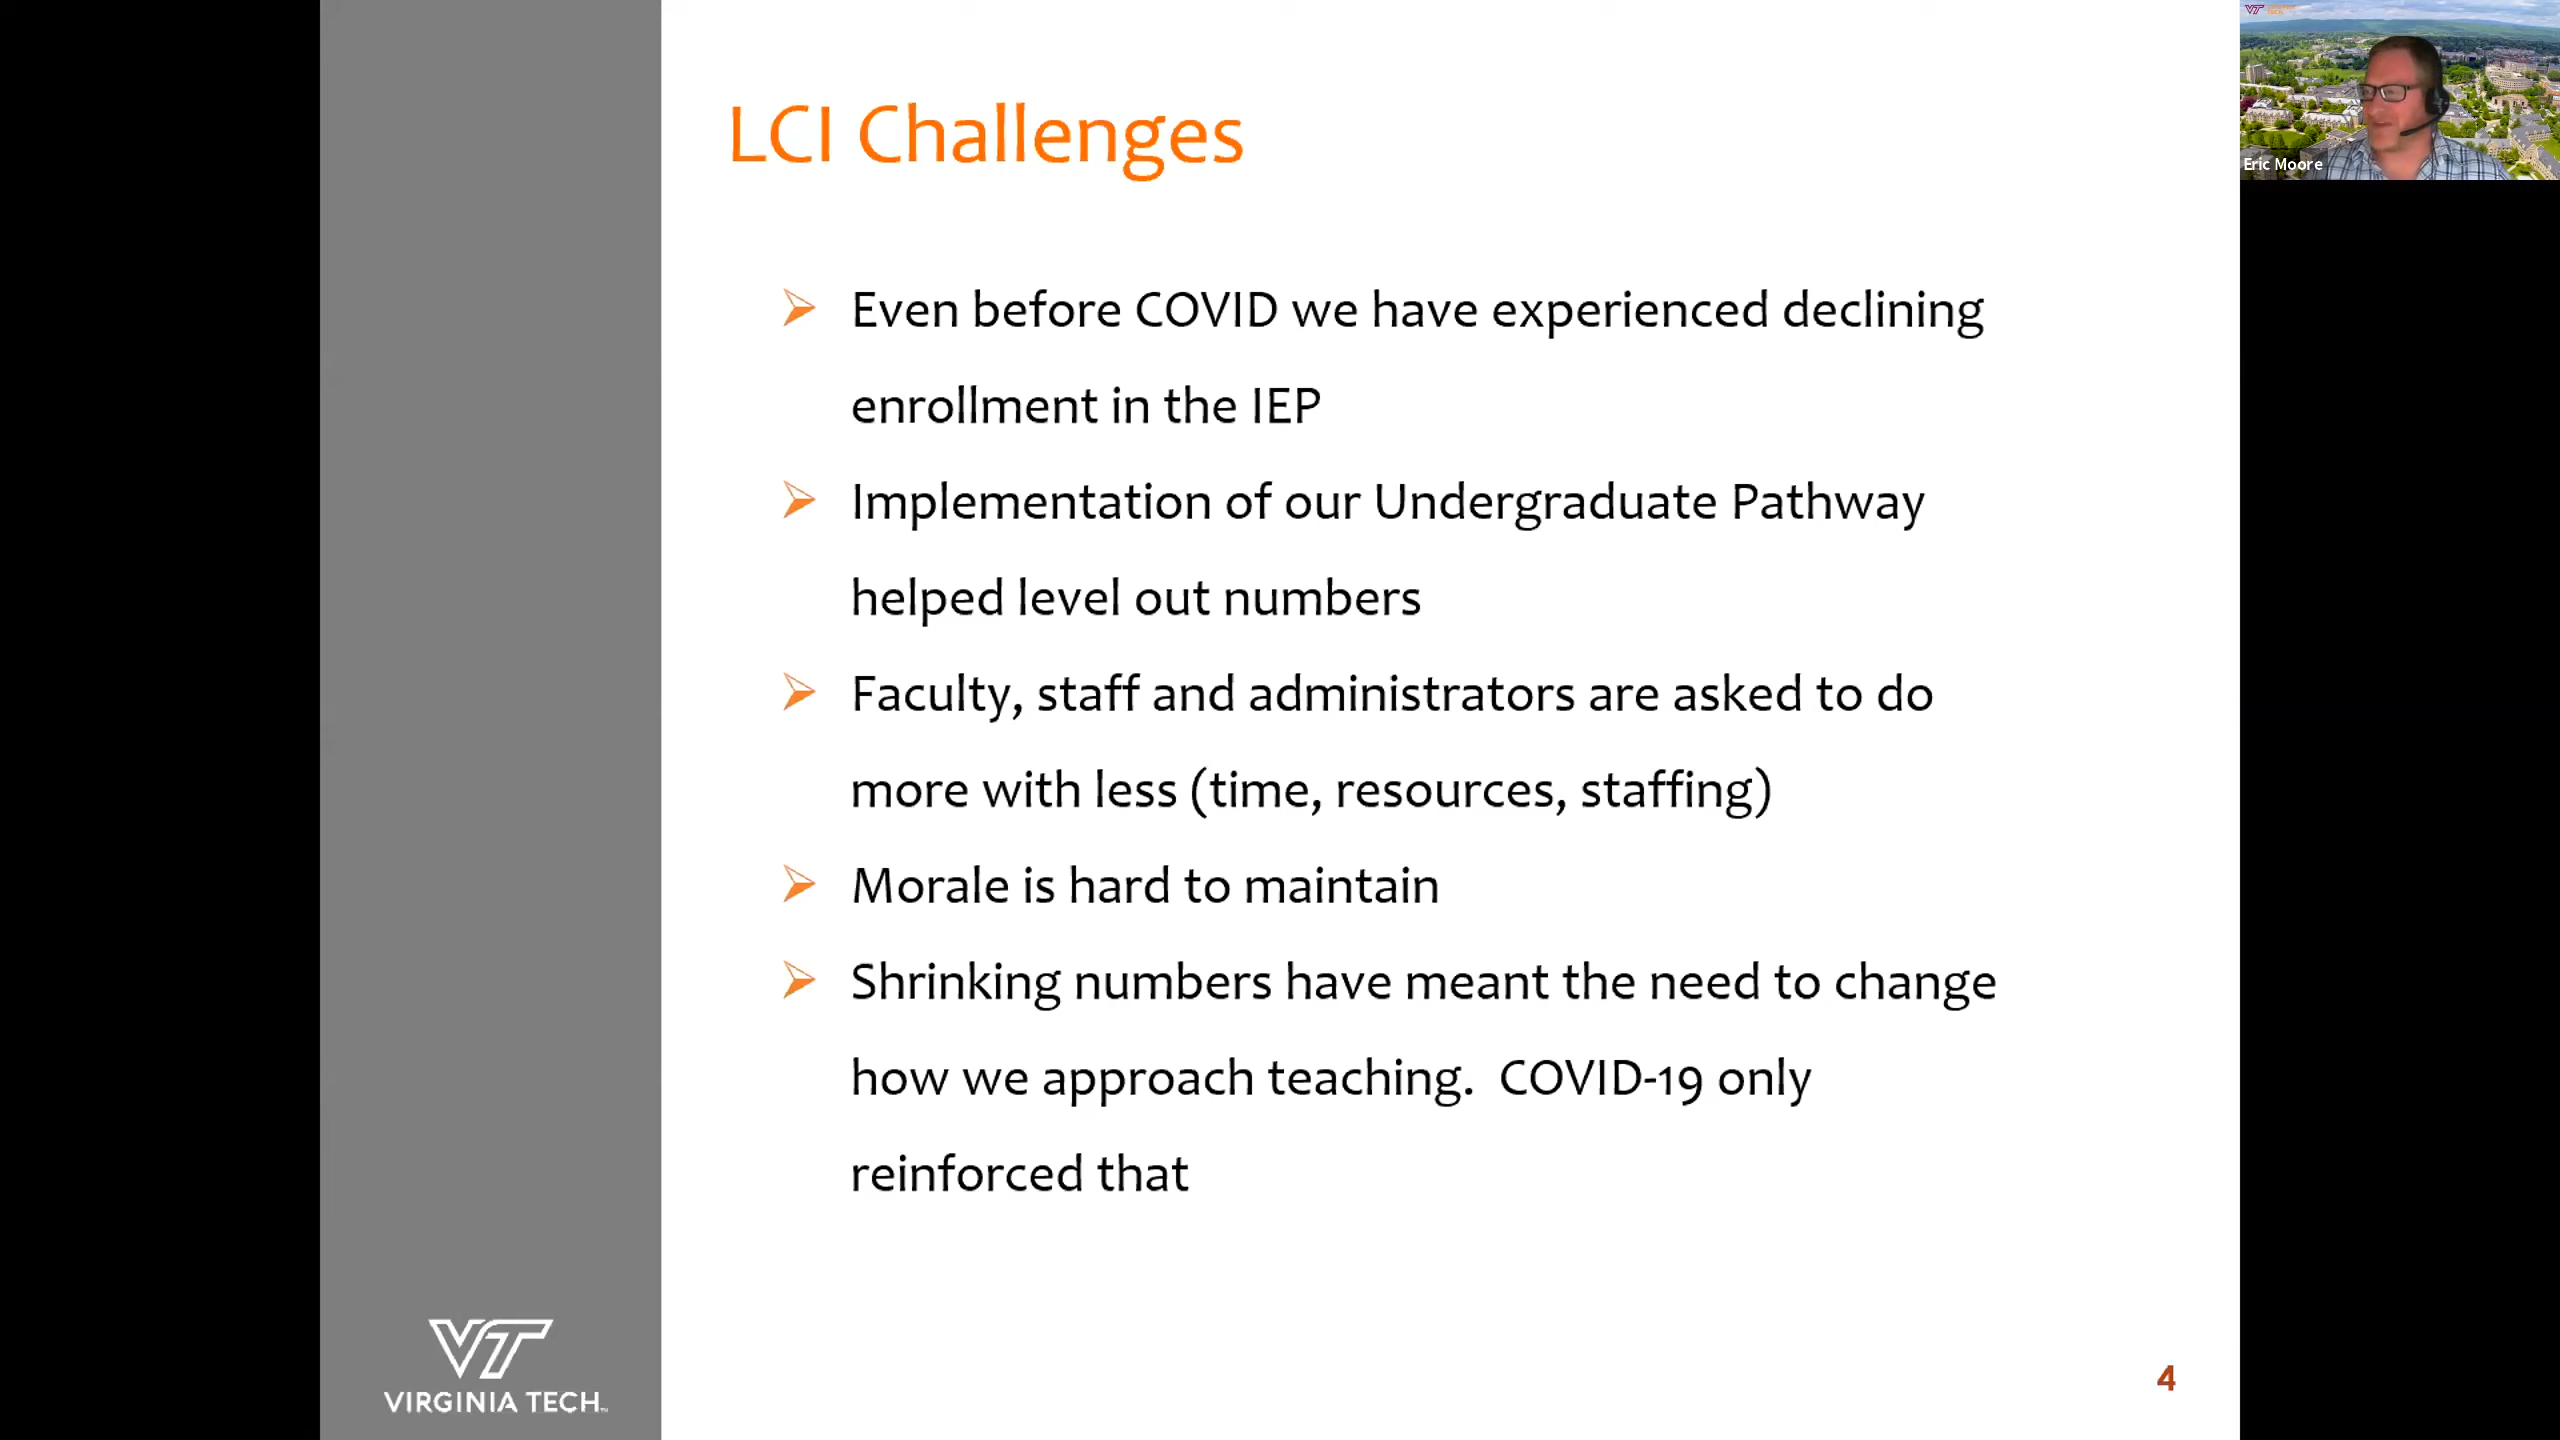 LCI Challenges
Even before COVID we have experienced declining
enrollment in the IEP
Implementation of our Undergraduate Pathway
helped level out numbers
Faculty, staff and administrators are asked to do
more with less (time, resources, staffing)
Morale is hard to maintain
Shrinking numbers have meant the need to change
how we approach teaching.  COVID-19 only
reinforced that
VT
VIRGINIA TECH™
4
VT
Eric Moore